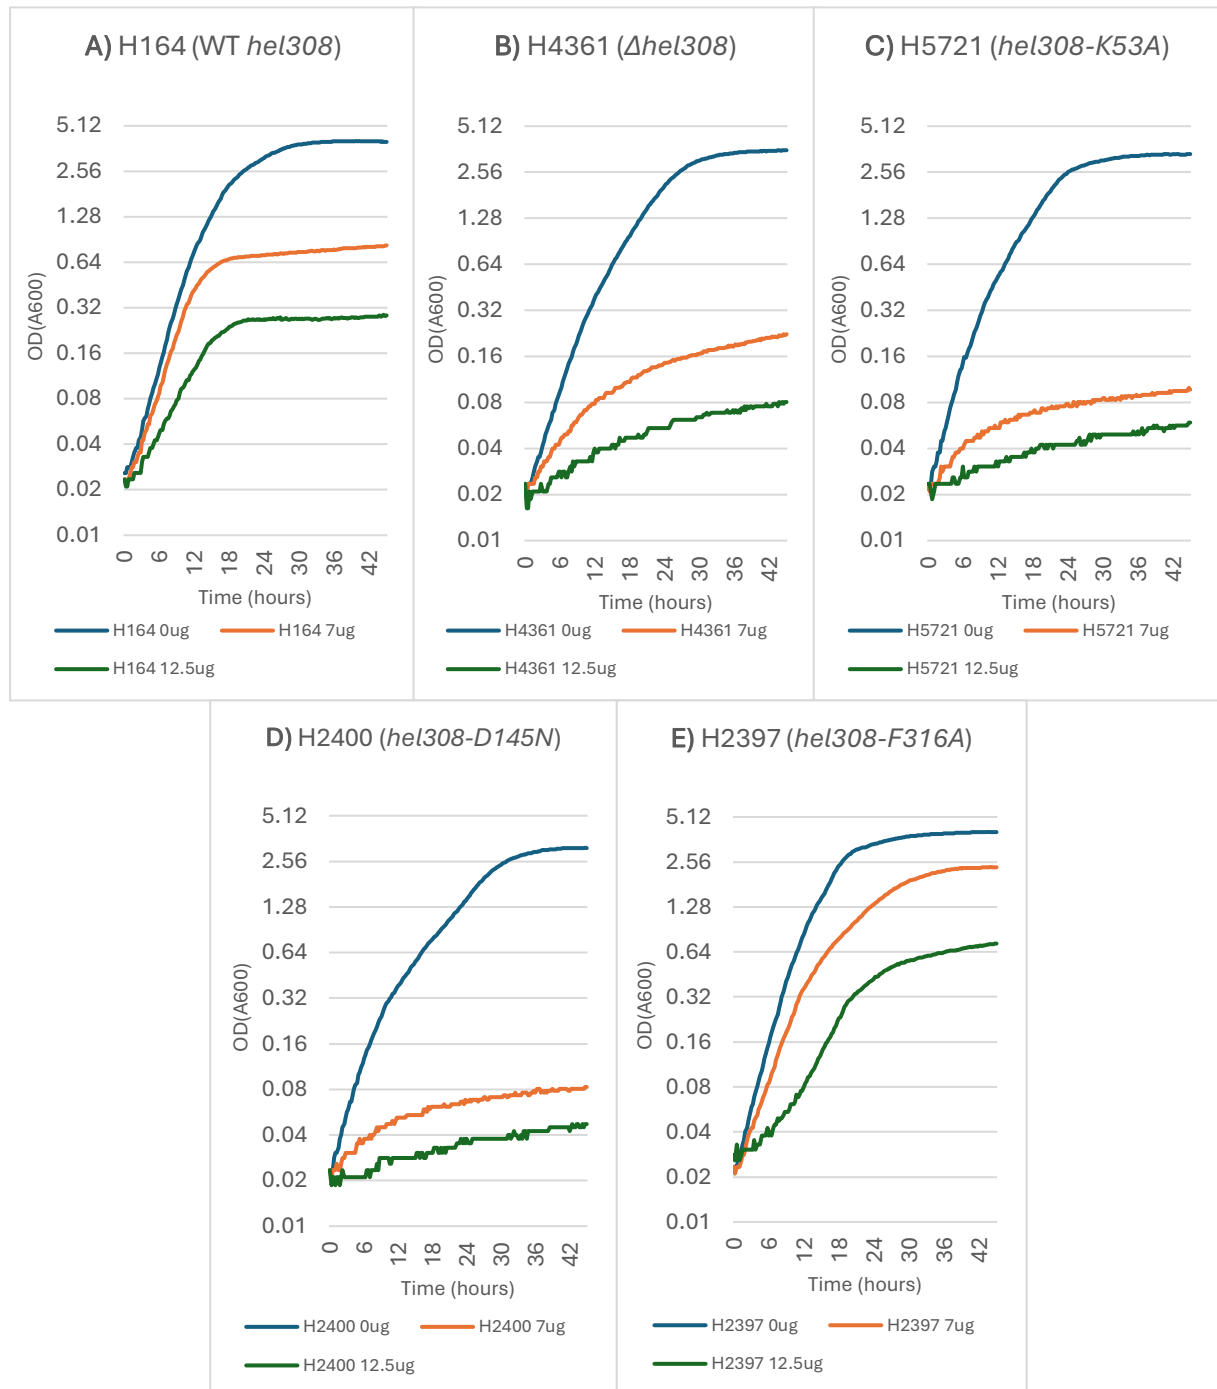 A) H164 (WT hel308)
5.12
2.56
1.28
0.64
0.32
0.16
0.08
0.04
0.02
0.01
OD(A600)
0 6 12 18 24 30 36 42
Time (hours)
H164 0ug H164 7ug
H164 12.5ug
B) H4361 (Δhel308)
5.12
2.56
1.28
0.64
0.32
0.16
0.08
0.04
0.02
0.01
OD(A600)
0 6 12 18 24 30 36 42
Time (hours)
H4361 0ug H4361 7ug
H4361 12.5ug
C) H5721 (hel308-K53A)
5.12
2.56
1.28
0.64
0.32
0.16
0.08
0.04
0.02
0.01
OD(A600)
0 6 12 18 24 30 36 42
Time (hours)
H5721 0ug H5721 7ug
H5721 12.5ug
D) H2400 (hel308-D145N)
5.12
2.56
1.28
0.64
0.32
0.16
0.08
0.04
0.02
0.01
OD(A600)
0 6 12 18 24 30 36 42
Time (hours)
H2400 0ug H2400 7ug
H2400 12.5ug
E) H2397 (hel308-F316A)
5.12
2.56
1.28
0.64
0.32
0.16
0.08
0.04
0.02
0.01
OD(A600)
0 6 12 18 24 30 36 42
Time (hours)
H2397 0ug H2397 7ug
H2397 12.5ug